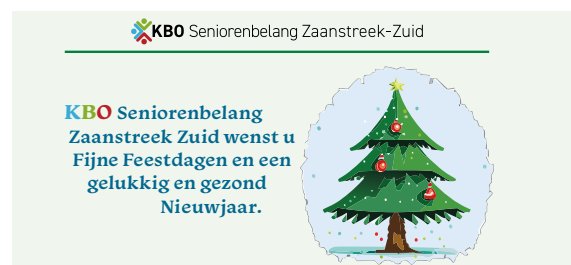 KBO Seniorenbelang Zaanstreek-Zuid
KBO Seniorenbelang
Zaanstreek Zuid wenst u
Fijne Feestdagen en een
gelukkig en gezond
Nieuwjaar.